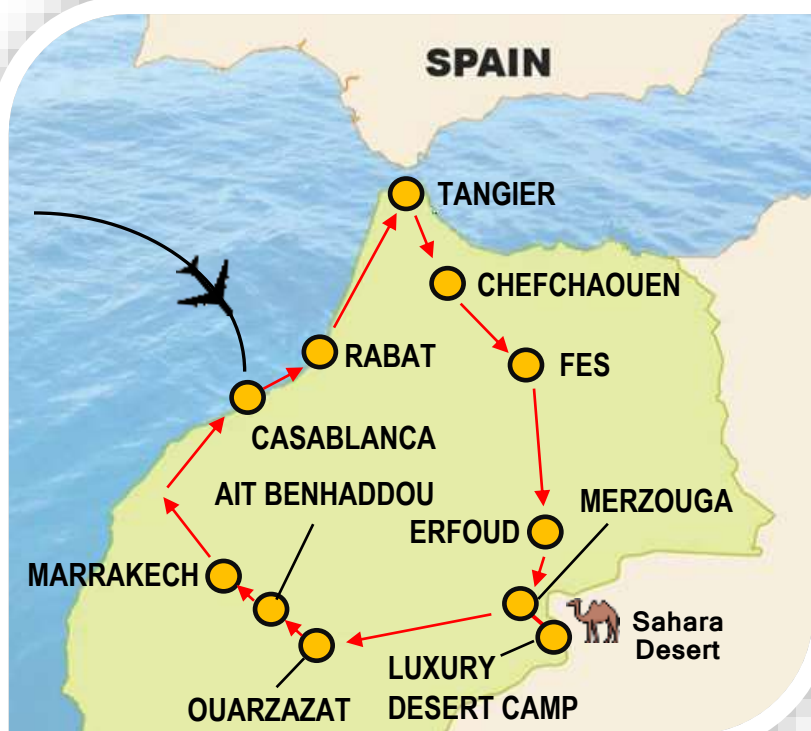 SPAIN
TANGIER
CHEFCHAOUEN
RABAT
FES
CASABLANCA
AIT BENHADDOU
MERZOUGA
ERFOUD
MARRAKECH
Sahara
Desert
LUXURY
DESERT CAMP
OUARZAZAT